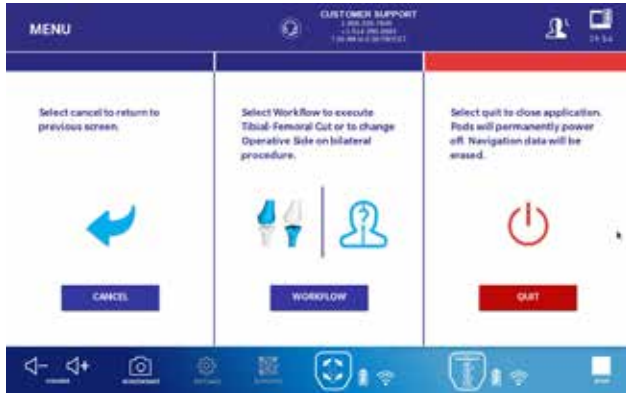 MENU
CUSTOMER SUPPORT
Select cancel to return to
previous screen.
CANCEL
Select Workflow to execute
Tibial-Femoral Cut or to change
Operative Side on bilateral
procedure.
WORKFLOW
Select quit to close application.
Pods will permanently power
off. Navigation data will be
erased.
QUIT